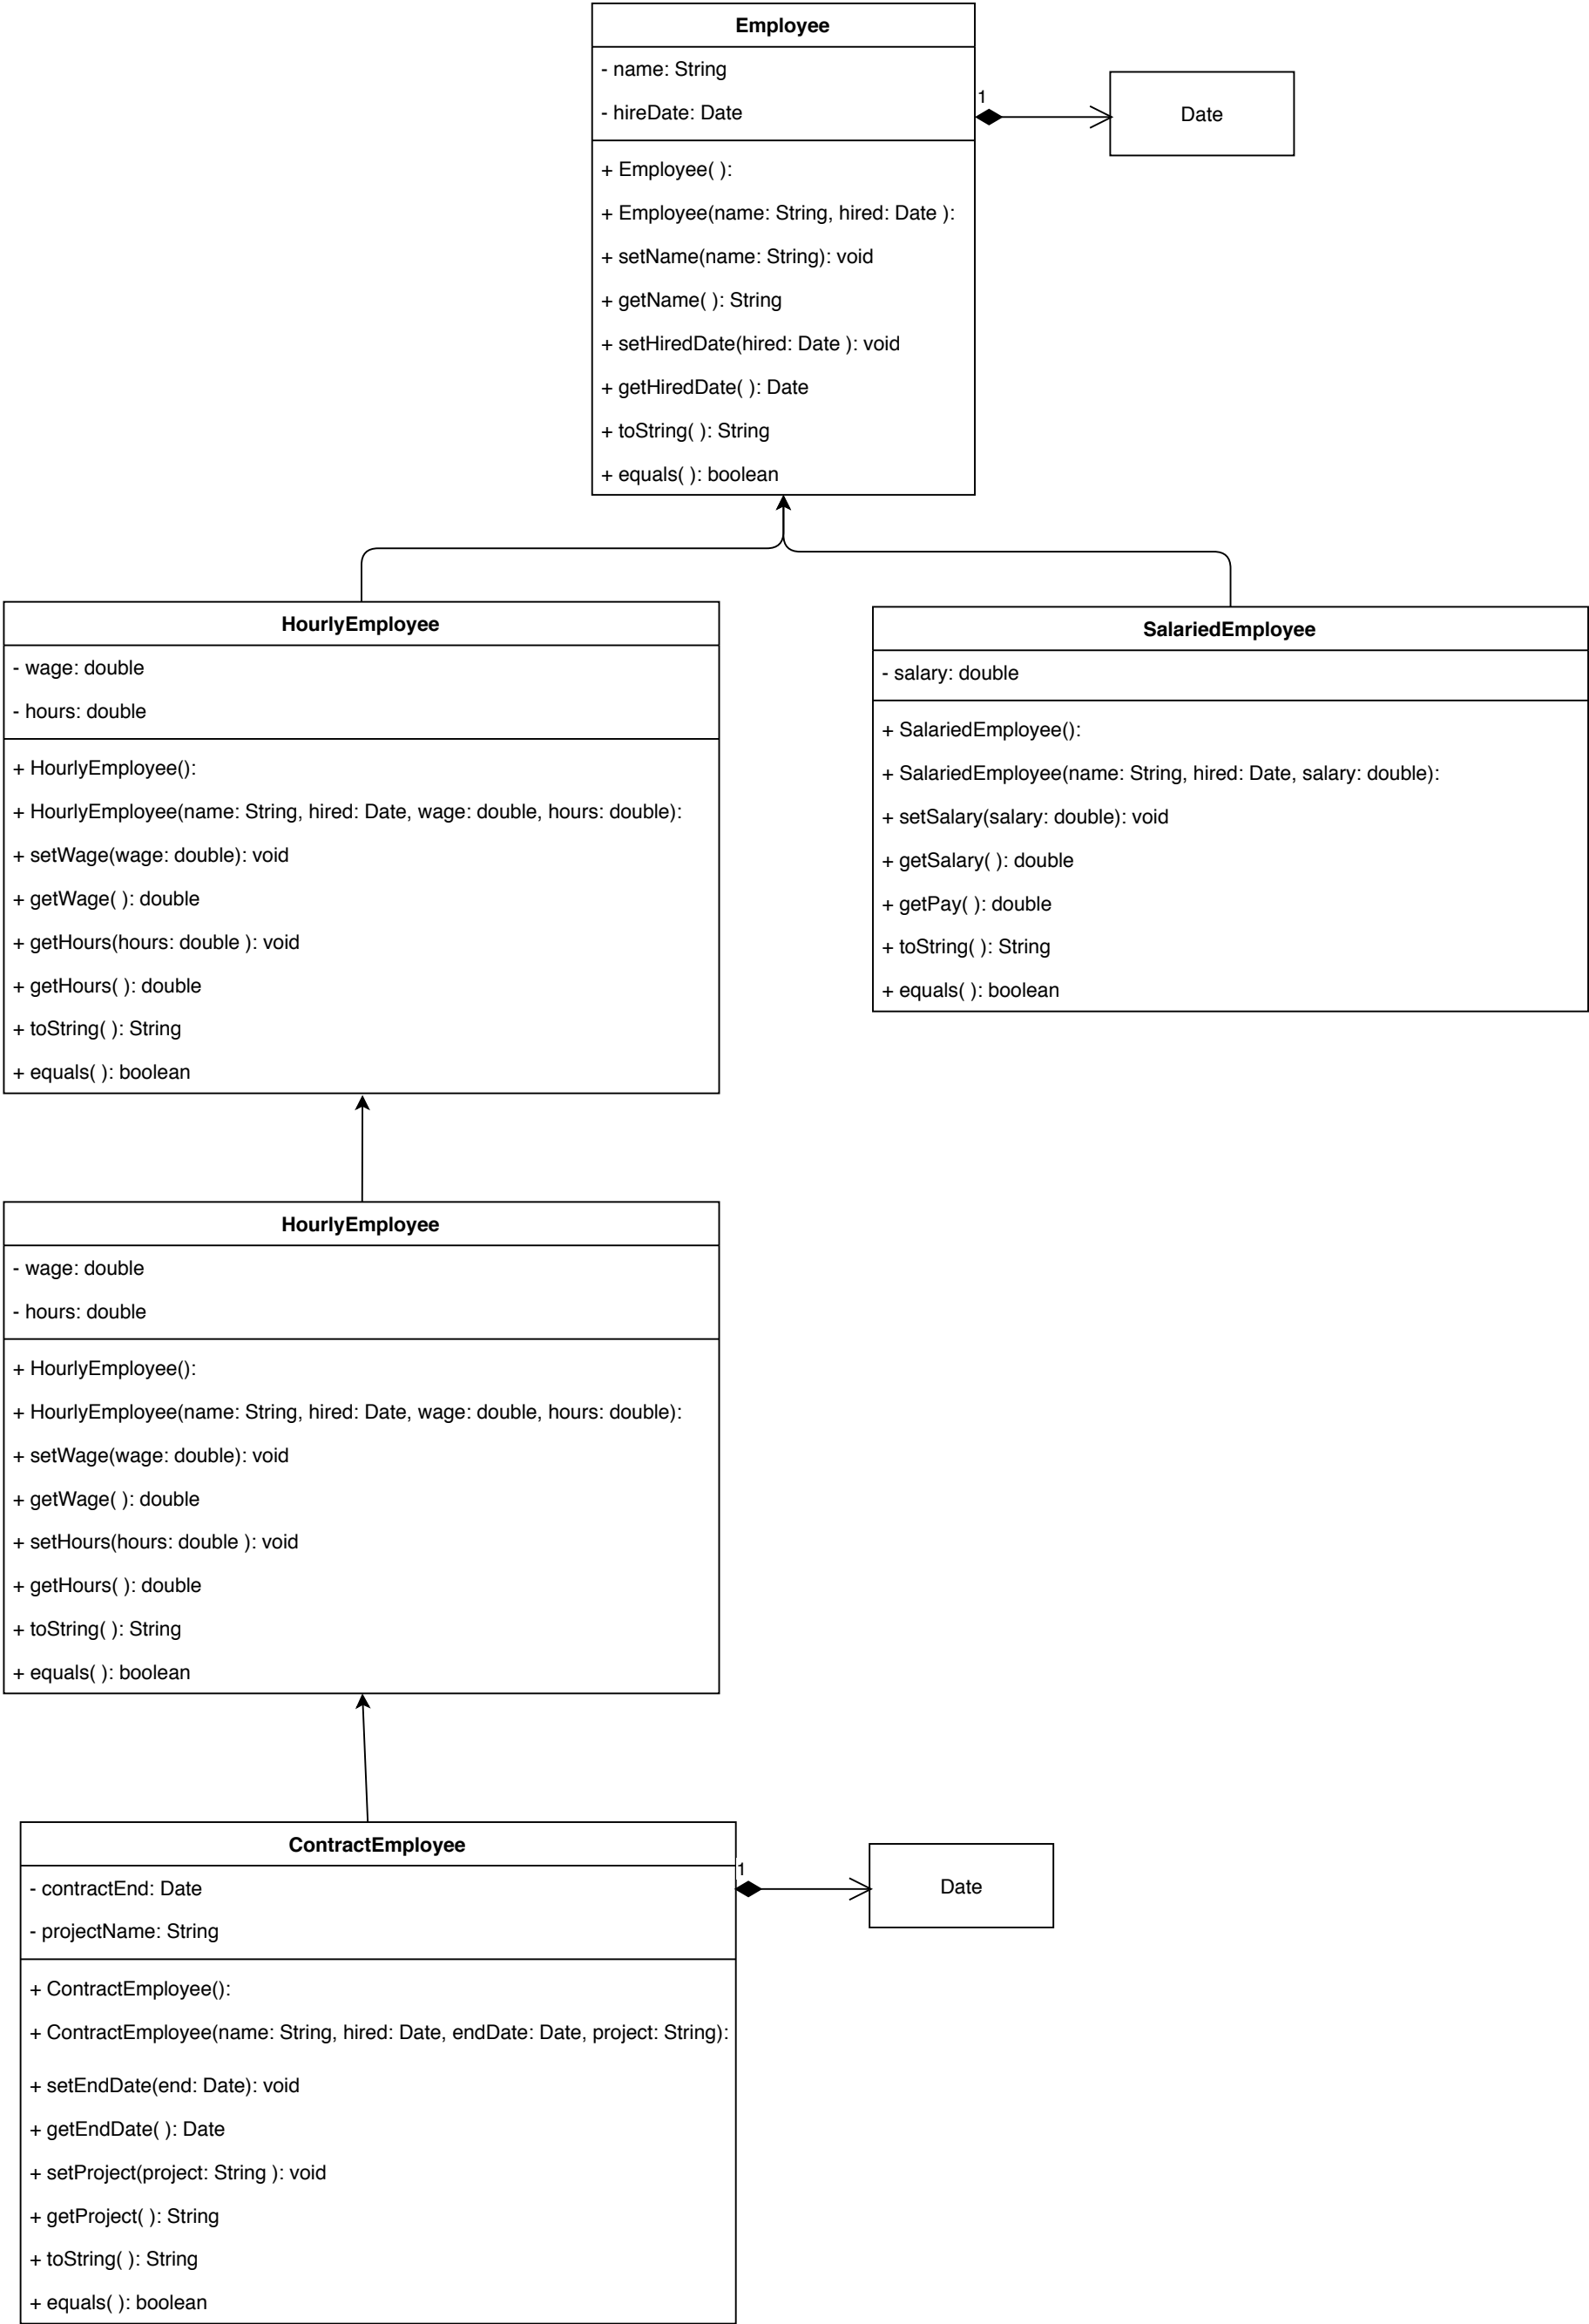 Employee
- name: String
- hireDate: Date
+ Employee( ):
+ Employee(name: String, hired: Date ):
+ setName(name: String): void
+ getName( ): String
+ setHiredDate(hired: Date ): void
+ getHiredDate( ): Date
+ toString( ): String
+ equals( ): boolean
1
Date
HourlyEmployee
- wage: double
- hours: double
+ HourlyEmployee():
+ HourlyEmployee(name: String, hired: Date, wage: double, hours: double):
+ setWage(wage: double): void
+ getWage( ): double
+ getHours(hours: double ): void
+ getHours( ): double
+ toString( ): String
+ equals( ): boolean
SalariedEmployee
- salary: double
+ SalariedEmployee():
+ SalariedEmployee(name: String, hired: Date, salary: double):
+ setSalary(salary: double): void
+ getSalary( ): double
+ getPay( ): double
+ toString( ): String
+ equals( ): boolean
HourlyEmployee
- wage: double
- hours: double
+ HourlyEmployee():
+ HourlyEmployee(name: String, hired: Date, wage: double, hours: double):
+ setWage(wage: double): void
+ getWage( ): double
+ setHours(hours: double ): void
+ getHours( ): double
+ toString( ): String
+ equals( ): boolean
ContractEmployee
- contractEnd: Date
- projectName: String
+ ContractEmployee():
+ ContractEmployee(name: String, hired: Date, endDate: Date, project: String):
+ setEndDate(end: Date): void
+ getEndDate( ): Date
+ setProject(project: String ): void
+ getProject( ): String
+ toString( ): String
+ equals( ): boolean
1
Date